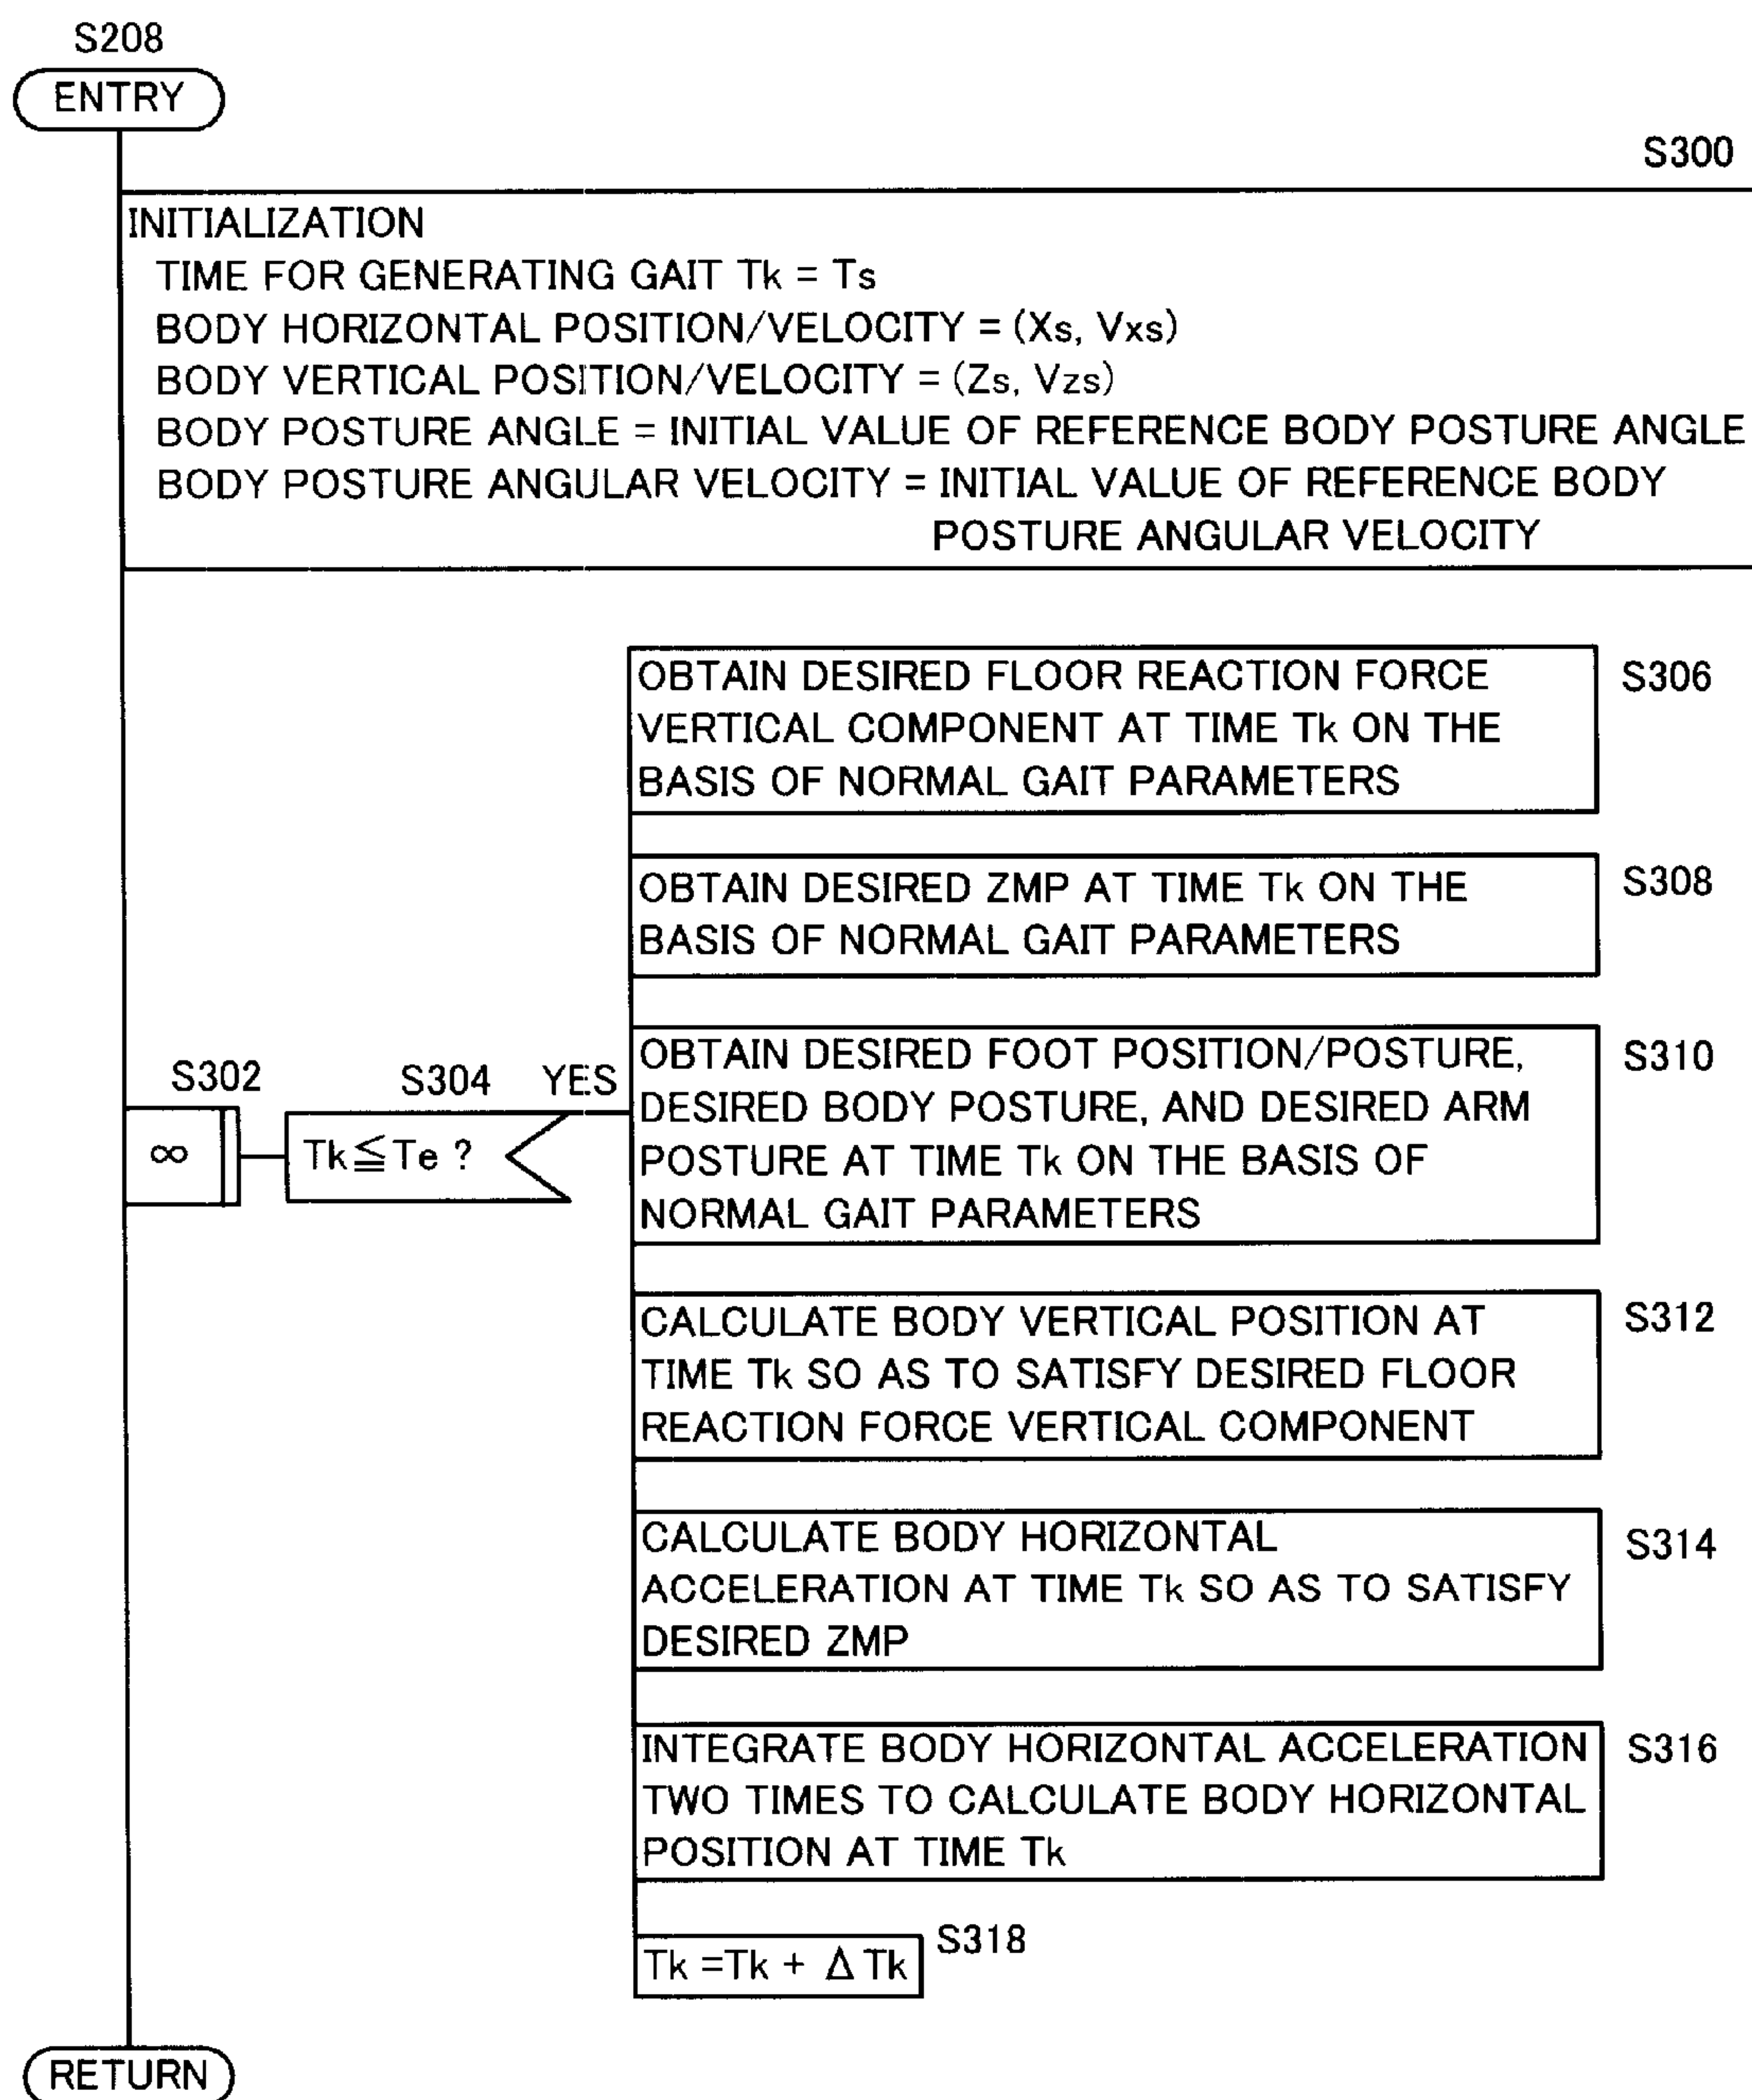 S208
ENTRY
S300
INITIALIZATION
TIME FOR GENERATING GAIT Tk = Ts
BODY HORIZONTAL POSITION/VELOCITY = (Xs, Vxs)
BODY VERTICAL POSITION/VELOCITY = (Zs, Vzs)
BODY POSTURE ANGLE = INITIAL VALUE OF REFERENCE BODY POSTURE ANGLE
BODY POSTURE ANGULAR VELOCITY = INITIAL VALUE OF REFERENCE BODY
POSTURE ANGULAR VELOCITY
S302
∞
S304
Tk≦Te ?
YES
OBTAIN DESIRED FLOOR REACTION FORCE
VERTICAL COMPONENT AT TIME Tk ON THE
BASIS OF NORMAL GAIT PARAMETERS
S306
OBTAIN DESIRED ZMP AT TIME Tk ON THE
BASIS OF NORMAL GAIT PARAMETERS
S308
OBTAIN DESIRED FOOT POSITION/POSTURE,
DESIRED BODY POSTURE, AND DESIRED ARM
POSTURE AT TIME Tk ON THE BASIS OF
NORMAL GAIT PARAMETERS
S310
CALCULATE BODY VERTICAL POSITION AT
TIME Tk SO AS TO SATISFY DESIRED FLOOR
REACTION FORCE VERTICAL COMPONENT
S312
CALCULATE BODY HORIZONTAL
ACCELERATION AT TIME Tk SO AS TO SATISFY
DESIRED ZMP
S314
INTEGRATE BODY HORIZONTAL ACCELERATION
TWO TIMES TO CALCULATE BODY HORIZONTAL
POSITION AT TIME Tk
S316
Tk =Tk + Δ Tk
S318
RETURN